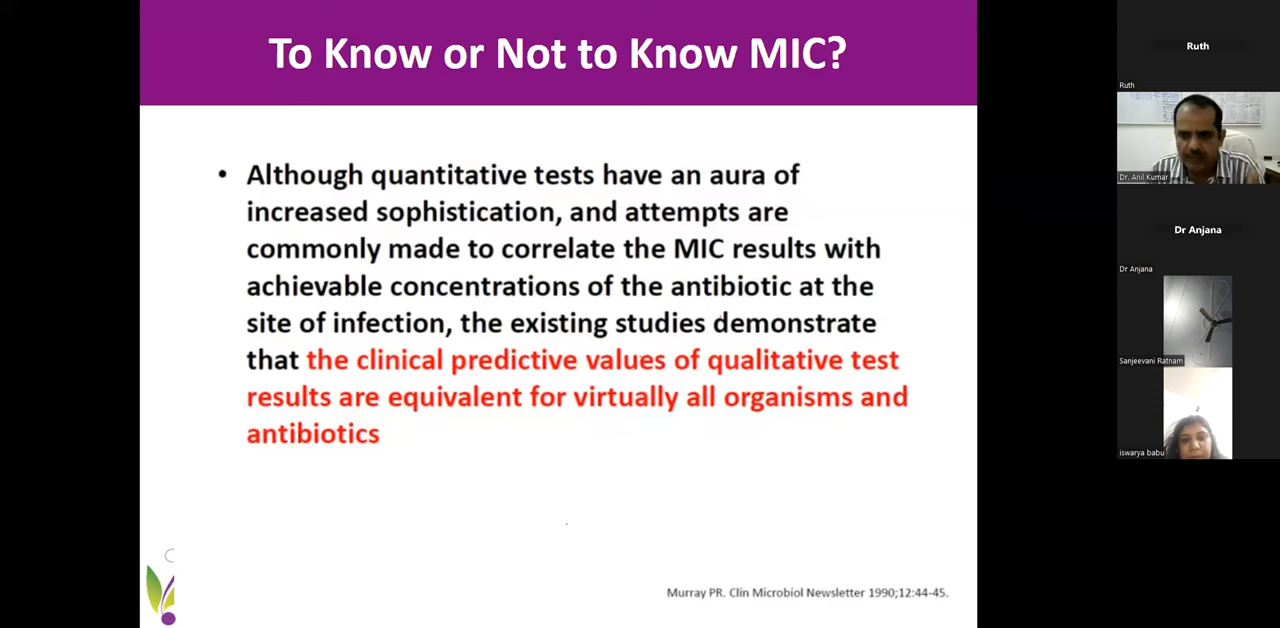 To Know or Not to Know MIC?
• Although quantitative tests have an aura of
increased sophistication, and attempts are
commonly made to correlate the MIC results with
achievable concentrations of the antibiotic at the
site of infection, the existing studies demonstrate
that the clinical predictive values of qualitative test
results are equivalent for virtually all organisms and
antibiotics
Murray PR. Clin Microbiol Newsletter 1990;12:44-45.
Ruth
Ruth
Dr. Anil Kumar
Dr Anjana
Dr Anjana
Sanjeevani Ratnam
iswarya babu